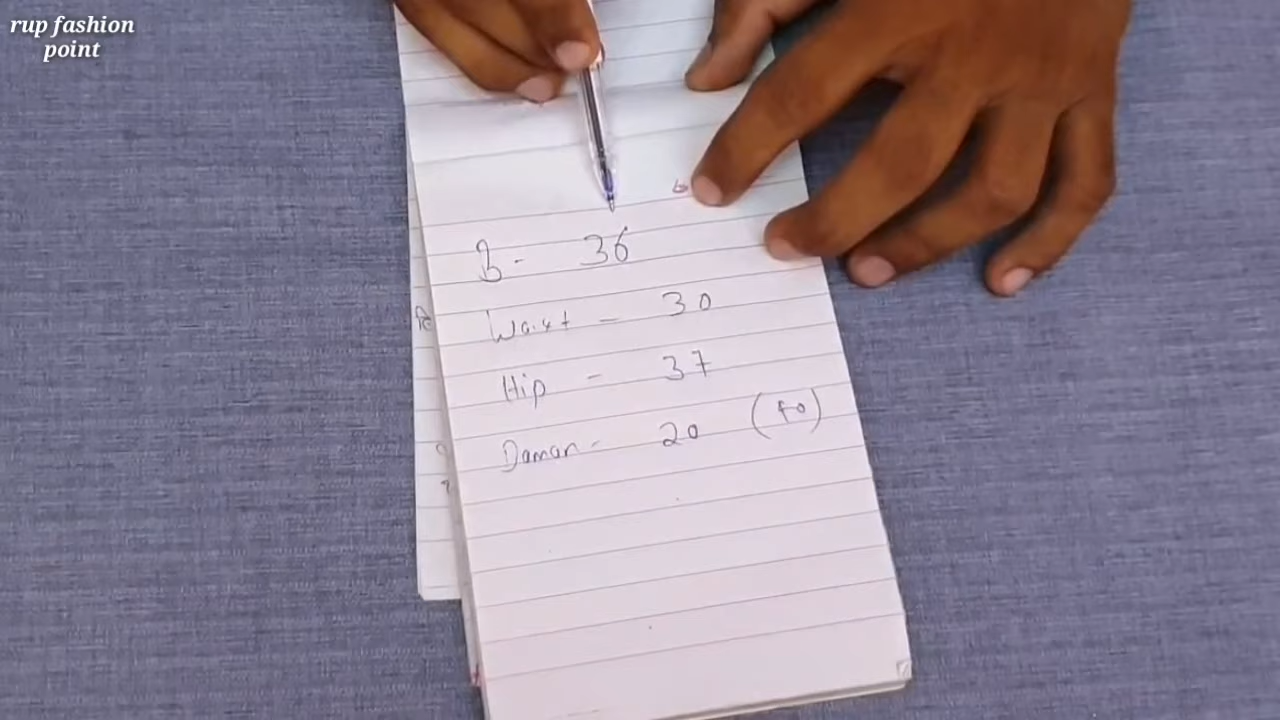 rup fashion
point
B - 36
Waist - 30
Hip - 37
Daman - 20 (40)